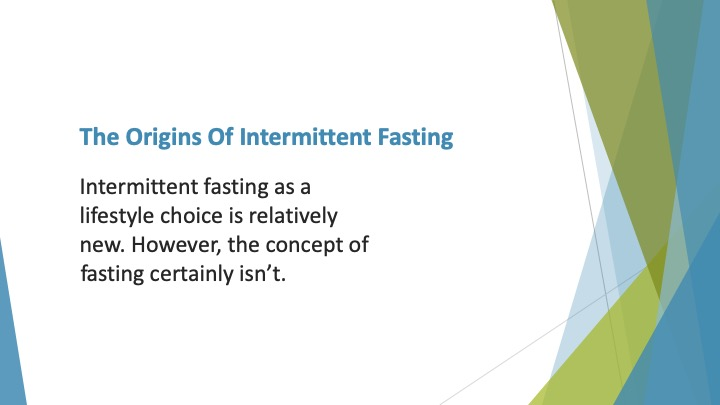 The Origins Of Intermittent Fasting
Intermittent fasting as a
lifestyle choice is relatively
new. However, the concept of
fasting certainly isn’t.